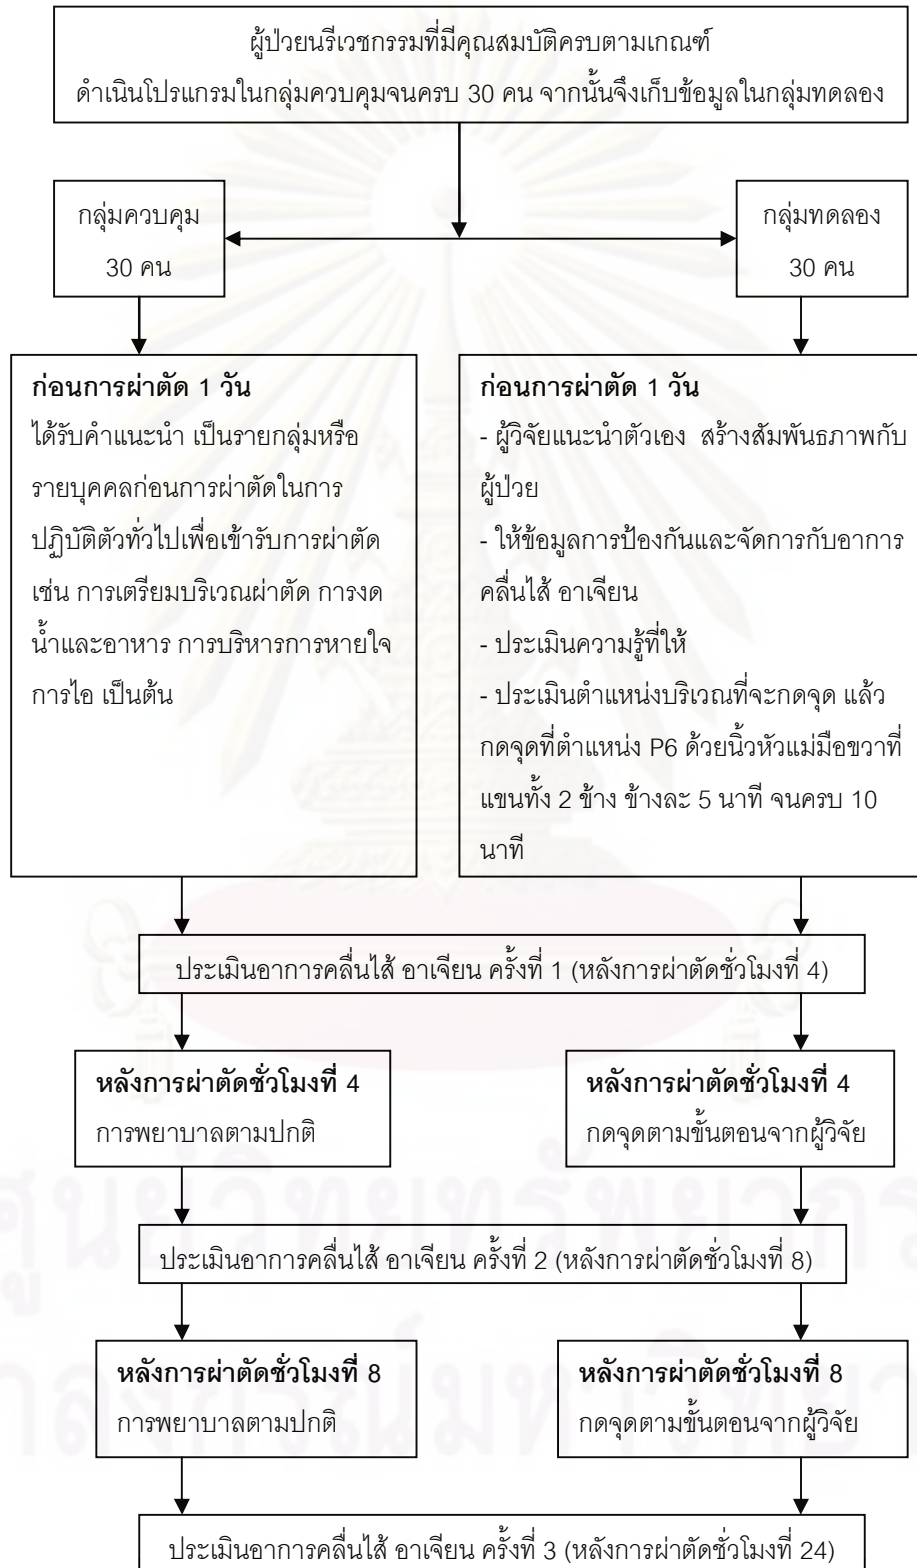 ผู้ป่วยนรีเวชกรรมที่มีคุณสมบัติครบตามเกณฑ์
ดำเนินโปรแกรมในกลุ่มควบคุมจนครบ 30 คน จากนั้นจึงเก็บข้อมูลในกลุ่มทดลอง
กลุ่มควบคุม
30 คน
กลุ่มทดลอง
30 คน
ก่อนการผ่าตัด 1 วัน
ได้รับคำแนะนำ เป็นรายกลุ่มหรือ
รายบุคคลก่อนการผ่าตัดในการ
ปฏิบัติตัวทั่วไปเพื่อเข้ารับการผ่าตัด
เช่น การเตรียมบริเวณผ่าตัด การงด
น้ำและอาหาร การบริหารการหายใจ
การไอ เป็นต้น
ก่อนการผ่าตัด 1 วัน
- ผู้วิจัยแนะนำตัวเอง สร้างสัมพันธภาพกับ
ผู้ป่วย
- ให้ข้อมูลการป้องกันและจัดการกับอาการ
คลื่นไส้ อาเจียน
- ประเมินความรู้ที่ให้
- ประเมินตำแหน่งบริเวณที่จะกดจุด แล้ว
กดจุดที่ตำแหน่ง P6 ด้วยนิ้วหัวแม่มือขวาที่
แขนทั้ง 2 ข้าง ข้างละ 5 นาที จนครบ 10
นาที
ประเมินอาการคลื่นไส้ อาเจียน ครั้งที่ 1 (หลังการผ่าตัดชั่วโมงที่ 4)
หลังการผ่าตัดชั่วโมงที่ 4
การพยาบาลตามปกติ
หลังการผ่าตัดชั่วโมงที่ 4
กดจุดตามขั้นตอนจากผู้วิจัย
ประเมินอาการคลื่นไส้ อาเจียน ครั้งที่ 2 (หลังการผ่าตัดชั่วโมงที่ 8)
หลังการผ่าตัดชั่วโมงที่ 8
การพยาบาลตามปกติ
หลังการผ่าตัดชั่วโมงที่ 8
กดจุดตามขั้นตอนจากผู้วิจัย
ประเมินอาการคลื่นไส้ อาเจียน ครั้งที่ 3 (หลังการผ่าตัดชั่วโมงที่ 24)